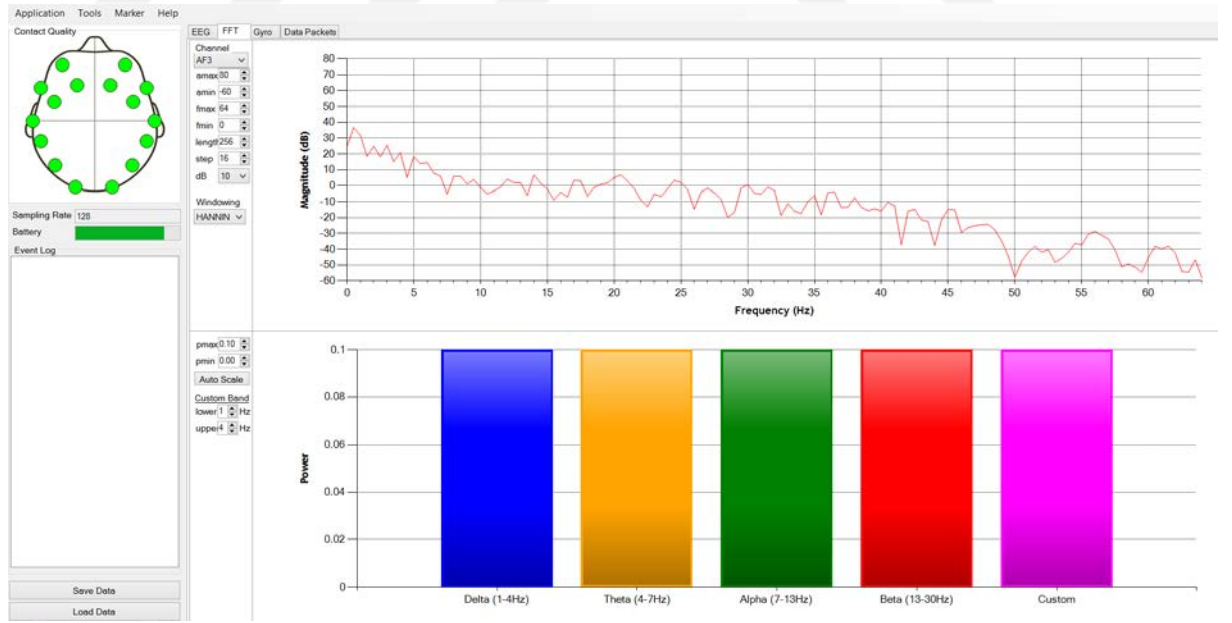 Application Tools Marker Help
Contact Quality
Sampling Rate 128
Battery
Event Log
Save Data
Load Data
EEG FFT Gyro Data Packets
Channel
AF3
amax 80
amin -60
fmax 64
fmin 0
lengtl 256
step 16
dB 10
Windowing
HANNIN
80
70
60
50
40
30
20
10
0
-10
-20
-30
-40
-50
-60
Magnitude (dB)
0 5 10 15 20 25 30 35 40 45 50 55 60
Frequency (Hz)
pmax 0.10
pmin 0.00
Auto Scale
Custom Band
lower 1 Hz
upper 4 Hz
0.1
0.08
0.06
0.04
0.02
0
Power
Delta (1-4Hz) Theta (4-7Hz) Alpha (7-13Hz) Beta (13-30Hz) Custom